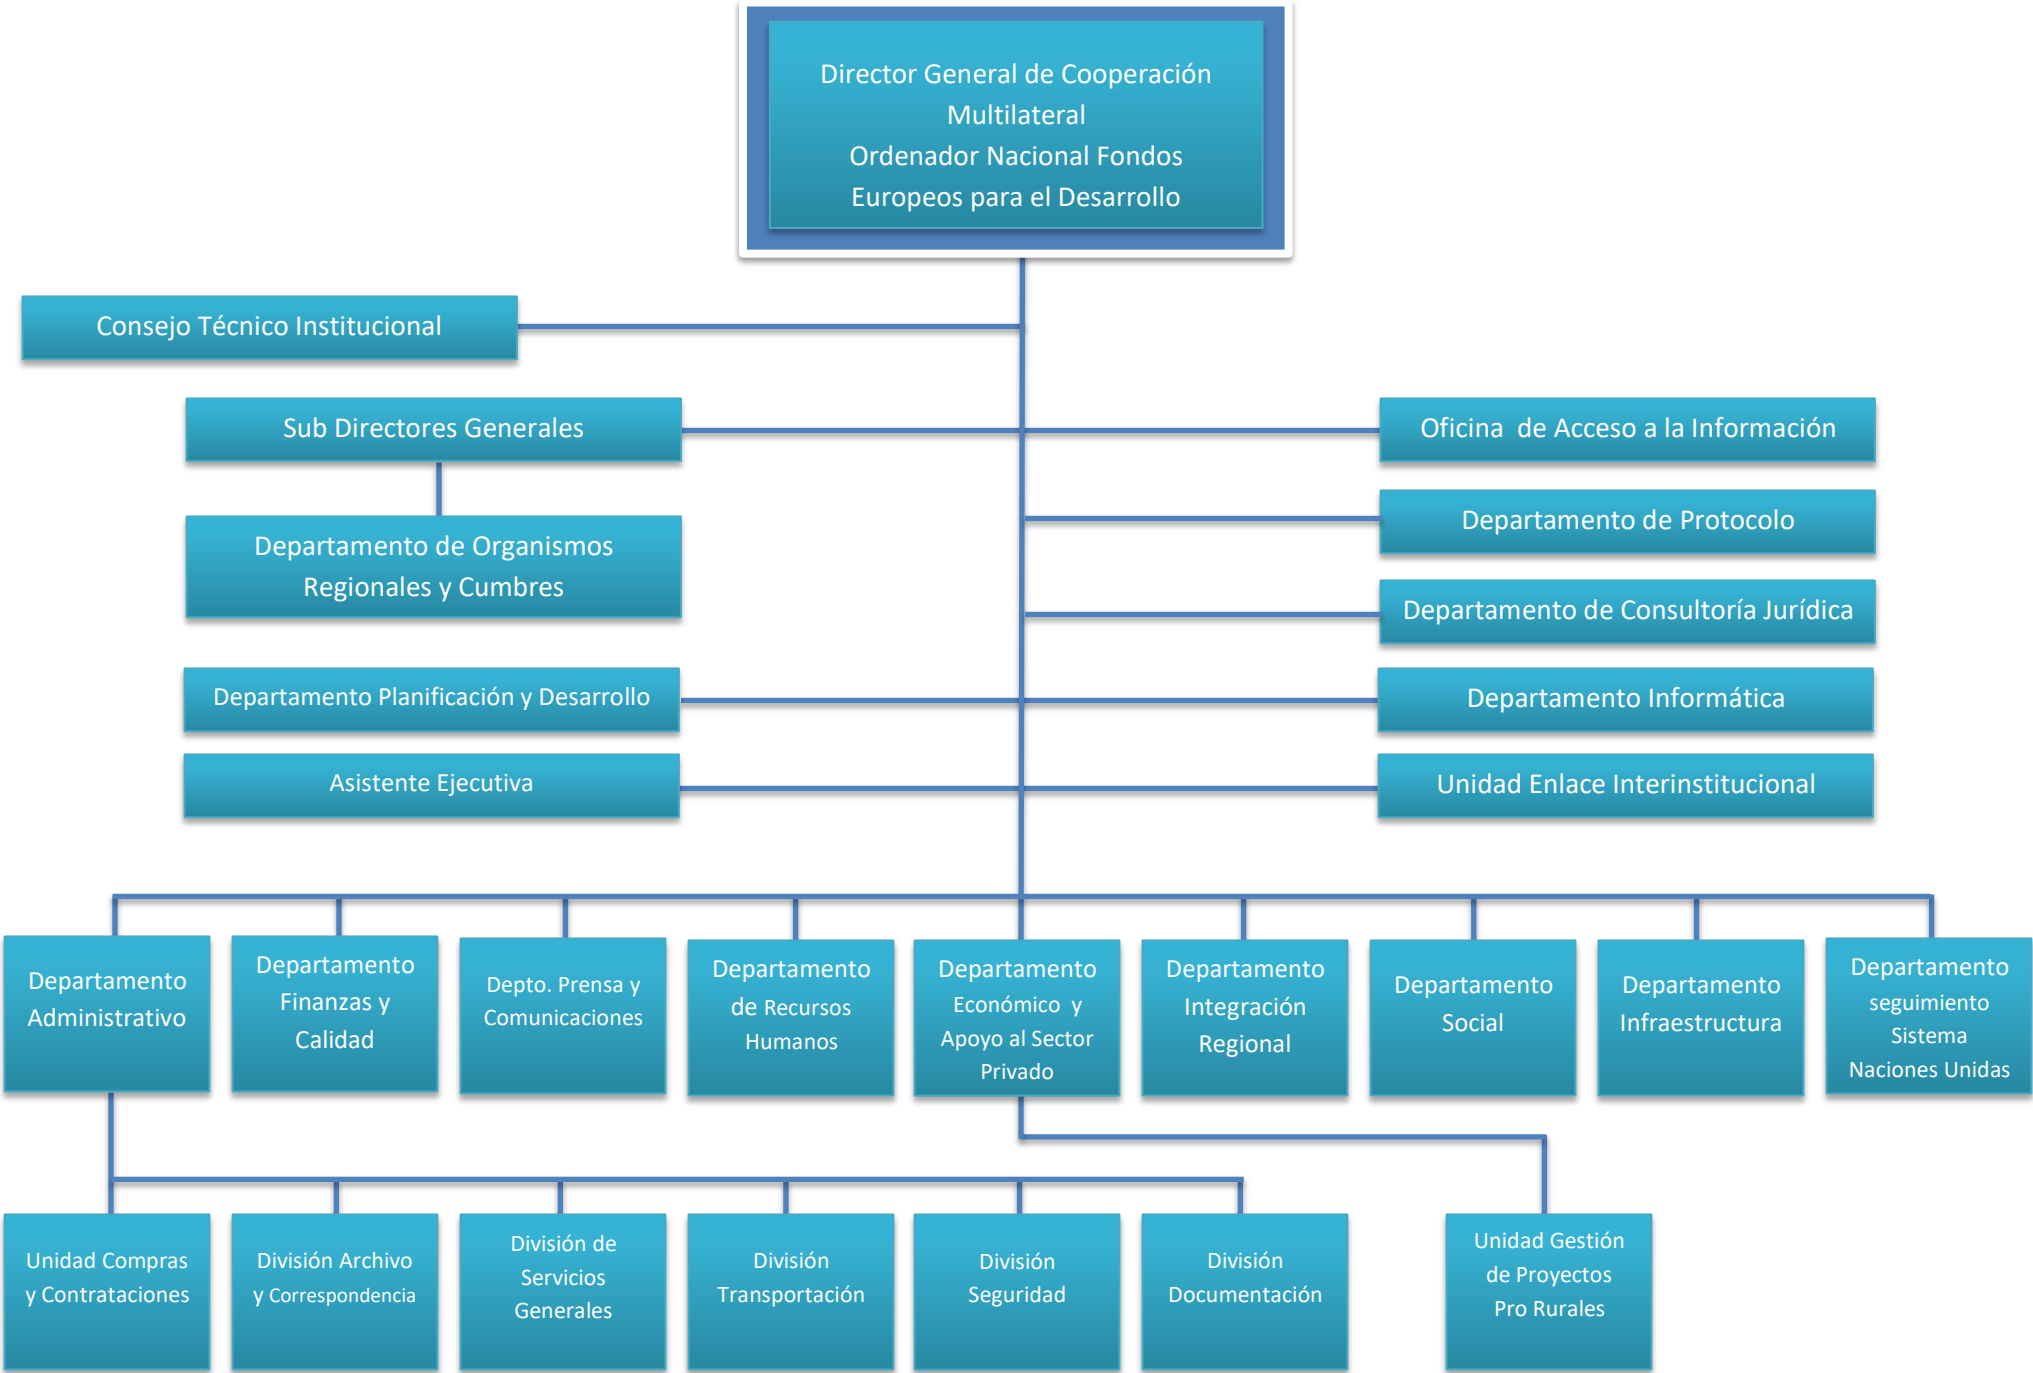 Director General de Cooperación
Multilateral
Ordenador Nacional Fondos
Europeos para el Desarrollo
Consejo Técnico Institucional
Sub Directores Generales
Oficina de Acceso a la Información
Departamento de Protocolo
Departamento de Organismos
Regionales y Cumbres
Departamento de Consultoría Jurídica
Departamento Planificación y Desarrollo
Departamento Informática
Asistente Ejecutiva
Unidad Enlace Interinstitucional
Departamento
Administrativo
Departamento
Finanzas y
Calidad
Depto. Prensa y
Comunicaciones
Departamento
de Recursos
Humanos
Departamento
Económico y
Apoyo al Sector
Privado
Departamento
Integración
Regional
Departamento
Social
Departamento
Infraestructura
Departamento
seguimiento
Sistema
Naciones Unidas
Unidad Compras
y Contrataciones
División Archivo
y Correspondencia
División de
Servicios
Generales
División
Transportación
División
Seguridad
División
Documentación
Unidad Gestión
de Proyectos
Pro Rurales